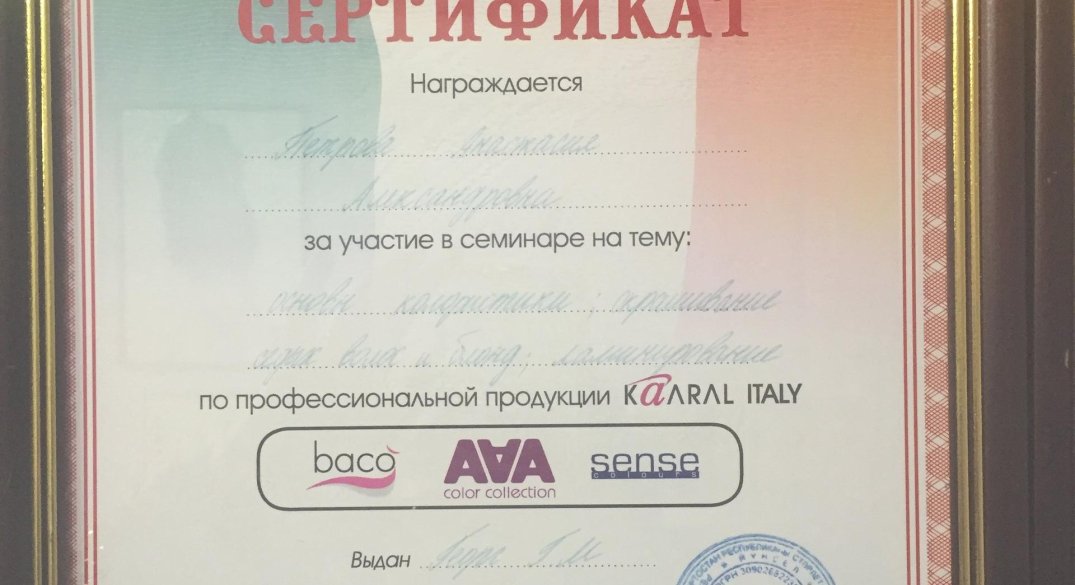 СЕРТИФИКАТ
Награждается
Петрова Анастасия
Александровна
за участие в семинаре на тему:
основы колористики; окрашивание
седых волос и блонд; ламинирование
по профессиональной продукции KAARAL ITALY
baco
AAA
color collection
sense
colours
Выдан